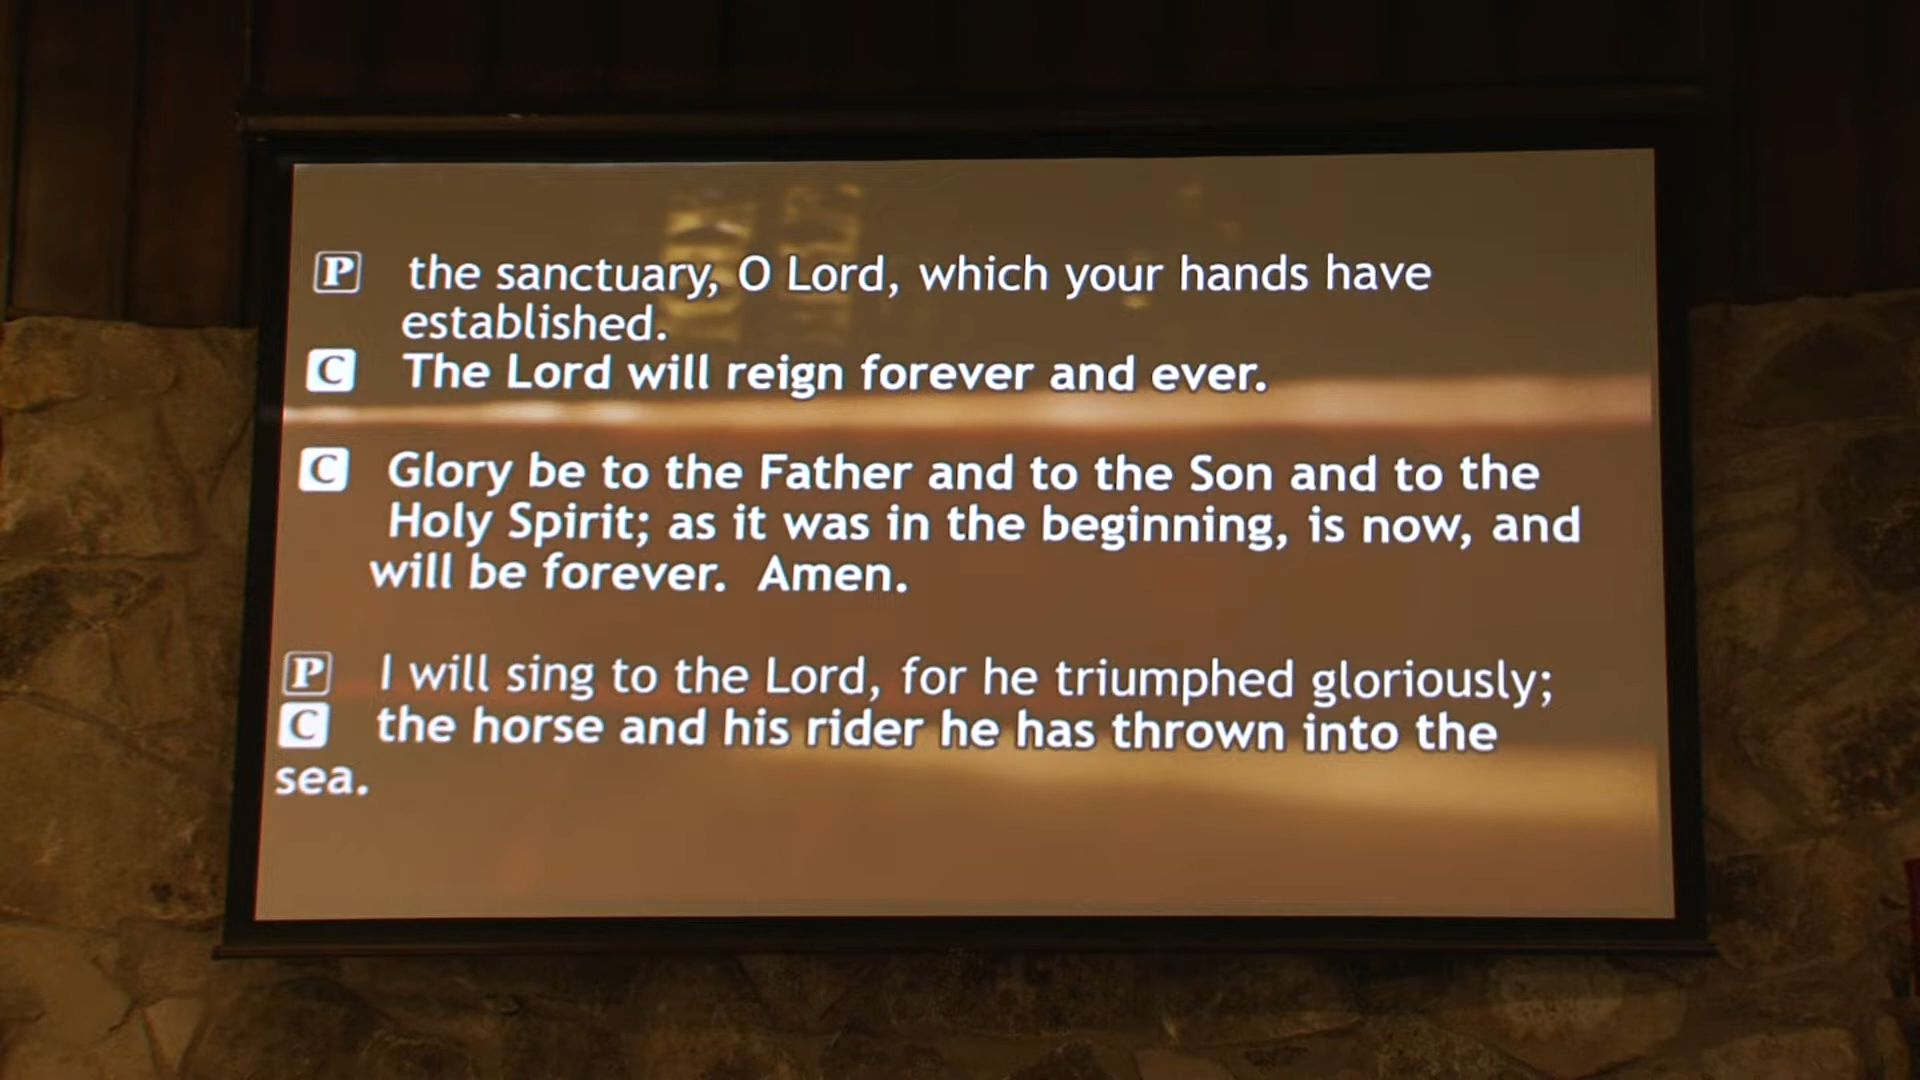 P the sanctuary, O Lord, which your hands have
established.
C The Lord will reign forever and ever.
C Glory be to the Father and to the Son and to the
Holy Spirit; as it was in the beginning, is now, and
will be forever. Amen.
P I will sing to the Lord, for he triumphed gloriously;
C the horse and his rider he has thrown into the
sea.